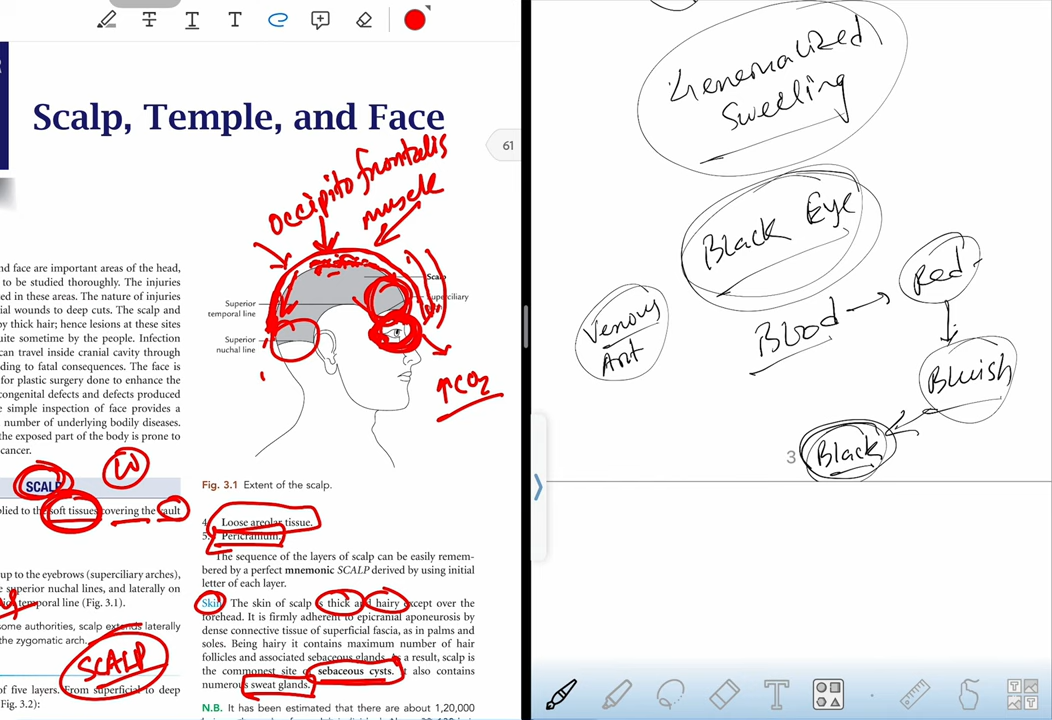 Scalp, Temple, and Face
61
occipito frontalis
muscle
Scalp
Superciliary
Superior
temporal line
Superior
nuchal line
↑CO2
nd face are important areas of the head,
to be studied thoroughly. The injuries
ed in these areas. The nature of injuries
ial wounds to deep cuts. The scalp and
by thick hair; hence lesions at these sites
uite sometime by the people. Infection
can travel inside cranial cavity through
ding to fatal consequences. The face is
for plastic surgery done to enhance the
congenital defects and defects produced
e simple inspection of face provides a
number of underlying bodily diseases.
the exposed part of the body is prone to
cancer.
SCALP
plied to the soft tissues covering the vault
up to the eyebrows (superciliary arches),
e superior nuchal lines, and laterally on
temporal line (Fig. 3.1).
some authorities, scalp extends laterally
the zygomatic arch.
SCALP
of five layers. From superficial to deep
Fig. 3.2):
Fig. 3.1 Extent of the scalp.
4. Loose areolar tissue.
5. Pericranium.
The sequence of the layers of scalp can be easily remem-
bered by a perfect mnemonic SCALP derived by using initial
letter of each layer.
Skin The skin of scalp is thick and hairy except over the
forehead. It is firmly adherent to epicranial aponeurosis by
dense connective tissue of superficial fascia, as in palms and
soles. Being hairy it contains maximum number of hair
follicles and associated sebaceous glands. As a result, scalp is
the commonest site of sebaceous cysts. It also contains
numerous sweat glands.
N.B. It has been estimated that there are about 1,20,000
Generalized
Swelling
Black Eye
Venous
Art
Blood
Red
Bluish
Black
3